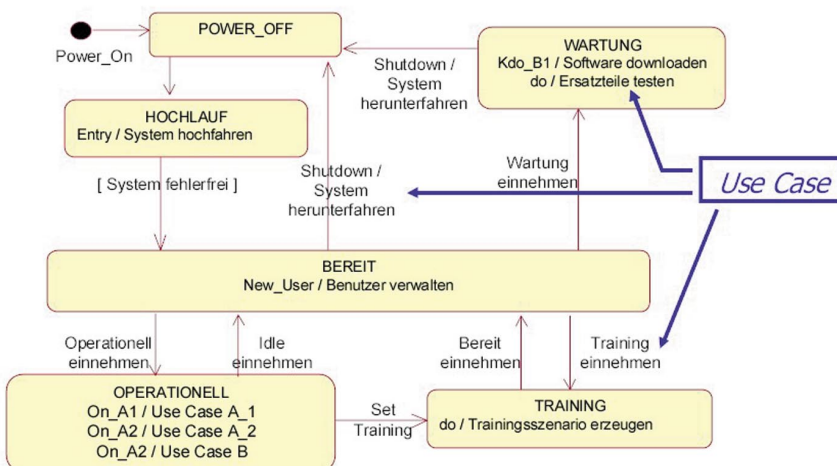 POWER_OFF
Power_On
WARTUNG
Kdo_B1 / Software downloaden
do / Ersatzteile testen
Shutdown /
System
herunterfahren
HOCHLAUF
Entry / System hochfahren
[ System fehlerfrei ]
Shutdown /
System
herunterfahren
Wartung
einnehmen
Use Case
BEREIT
New_User / Benutzer verwalten
Operationell
einnehmen
Idle
einnehmen
Bereit
einnehmen
Training
einnehmen
OPERATIONELL
On_A1 / Use Case A_1
On_A2 / Use Case A_2
On_A2 / Use Case B
Set
Training
TRAINING
do / Trainingsszenario erzeugen